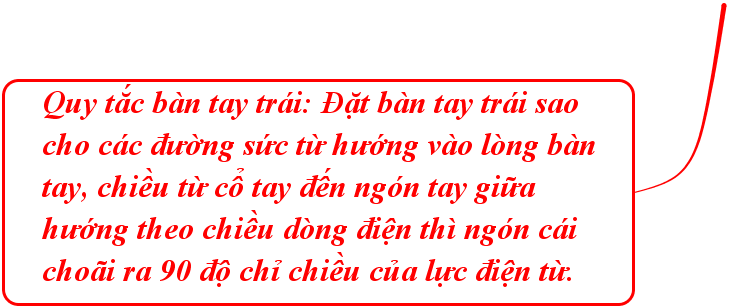 Quy tắc bàn tay trái: Đặt bàn tay trái sao
cho các đường sức từ hướng vào lòng bàn
tay, chiều từ cổ tay đến ngón tay giữa
hướng theo chiều dòng điện thì ngón cái
choãi ra 90 độ chỉ chiều của lực điện từ.